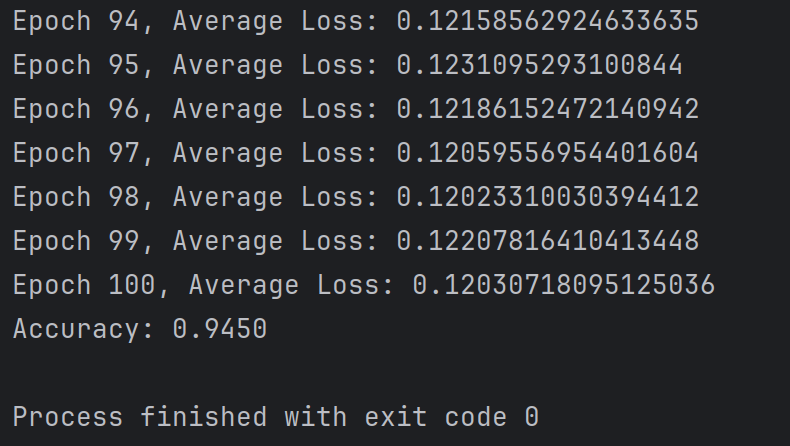 Epoch 94, Average Loss: 0.12158562924633635
Epoch 95, Average Loss: 0.1231095293100844
Epoch 96, Average Loss: 0.12186152472140942
Epoch 97, Average Loss: 0.12059556954401604
Epoch 98, Average Loss: 0.12023310030394412
Epoch 99, Average Loss: 0.12207816410413448
Epoch 100, Average Loss: 0.12030718095125036
Accuracy: 0.9450
Process finished with exit code 0